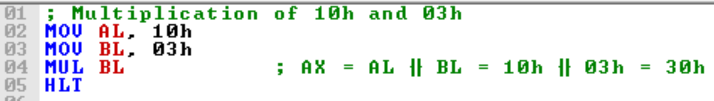 01 ; Multiplication of 10h and 03h
02 MOV AL, 10h
03 MOV BL, 03h
04 MUL BL ; AX = AL ╢ BL = 10h ╢ 03h = 30h
05 HLT